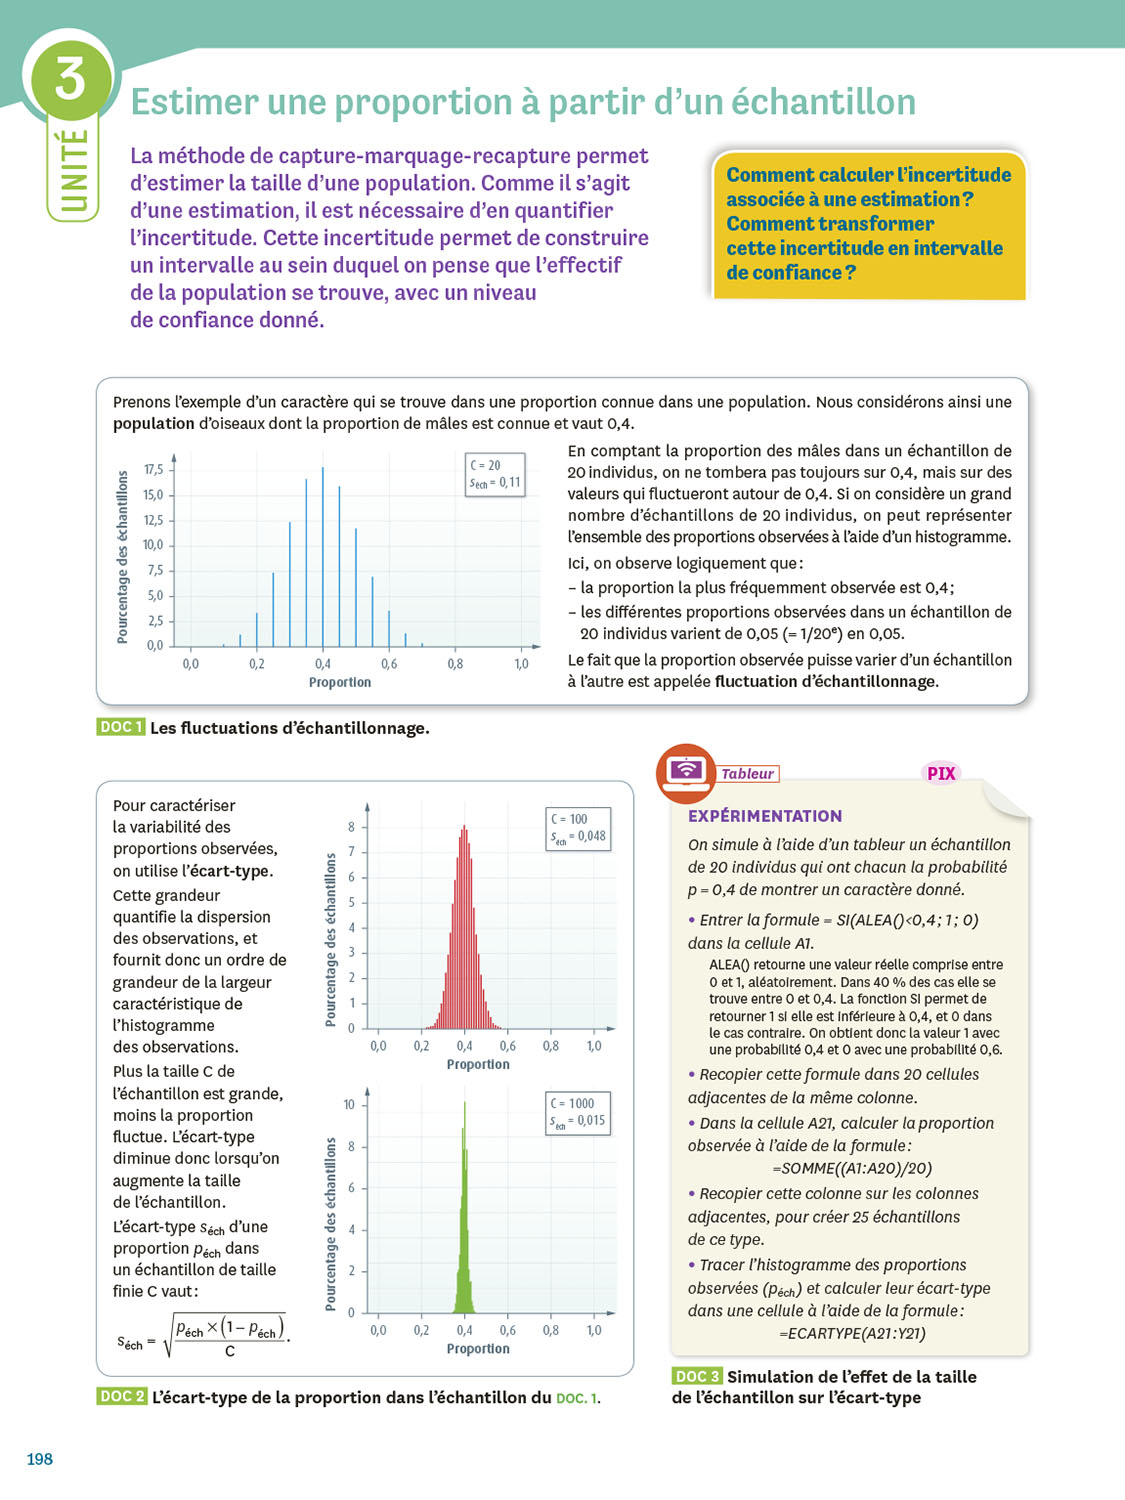 3
UNITÉ
Estimer une proportion à partir d'un échantillon
La méthode de capture-marquage-recapture permet
d'estimer la taille d'une population. Comme il s'agit
d'une estimation, il est nécessaire d'en quantifier
l'incertitude. Cette incertitude permet de construire
un intervalle au sein duquel on pense que l'effectif
de la population se trouve, avec un niveau
de confiance donné.
Comment calculer l'incertitude
associée à une estimation ?
Comment transformer
cette incertitude en intervalle
de confiance ?
Prenons l'exemple d'un caractère qui se trouve dans une proportion connue dans une population. Nous considérons ainsi une
population d'oiseaux dont la proportion de mâles est connue et vaut 0,4.
Pourcentage des échantillons
17,5
15,0
12,5
10,0
7,5
5,0
2,5
0,0
C = 20
séch = 0,11
0,0 0,2 0,4 0,6 0,8 1,0
Proportion
En comptant la proportion des mâles dans un échantillon de
20 individus, on ne tombera pas toujours sur 0,4, mais sur des
valeurs qui fluctueront autour de 0,4. Si on considère un grand
nombre d'échantillons de 20 individus, on peut représenter
l'ensemble des proportions observées à l'aide d'un histogramme.
Ici, on observe logiquement que :
– la proportion la plus fréquemment observée est 0,4 ;
– les différentes proportions observées dans un échantillon de
20 individus varient de 0,05 (= 1/20e) en 0,05.
Le fait que la proportion observée puisse varier d'un échantillon
à l'autre est appelée fluctuation d'échantillonnage.
DOC 1 Les fluctuations d'échantillonnage.
Pour caractériser
la variabilité des
proportions observées,
on utilise l'écart-type.
Cette grandeur
quantifie la dispersion
des observations, et
fournit donc un ordre de
grandeur de la largeur
caractéristique de
l'histogramme
des observations.
Plus la taille C de
l'échantillon est grande,
moins la proportion
fluctue. L'écart-type
diminue donc lorsqu'on
augmente la taille
de l'échantillon.
L'écart-type séch d'une
proportion péch dans
un échantillon de taille
finie C vaut :
séch = √(péch × (1 – péch) / C).
Pourcentage des échantillons
8
7
6
5
4
3
2
1
0
C = 100
séch = 0,048
0,0 0,2 0,4 0,6 0,8 1,0
Proportion
Pourcentage des échantillons
10
8
6
4
2
0
C = 1000
séch = 0,015
0,0 0,2 0,4 0,6 0,8 1,0
Proportion
DOC 2 L'écart-type de la proportion dans l'échantillon du DOC. 1.
Tableur
PIX
EXPÉRIMENTATION
On simule à l'aide d'un tableur un échantillon
de 20 individus qui ont chacun la probabilité
p = 0,4 de montrer un caractère donné.
• Entrer la formule = SI(ALEA()<0,4 ; 1 ; 0)
dans la cellule A1.
ALEA() retourne une valeur réelle comprise entre
0 et 1, aléatoirement. Dans 40 % des cas elle se
trouve entre 0 et 0,4. La fonction SI permet de
retourner 1 si elle est inférieure à 0,4, et 0 dans
le cas contraire. On obtient donc la valeur 1 avec
une probabilité 0,4 et 0 avec une probabilité 0,6.
• Recopier cette formule dans 20 cellules
adjacentes de la même colonne.
• Dans la cellule A21, calculer la proportion
observée à l'aide de la formule :
=SOMME((A1:A20)/20)
• Recopier cette colonne sur les colonnes
adjacentes, pour créer 25 échantillons
de ce type.
• Tracer l'histogramme des proportions
observées (péch) et calculer leur écart-type
dans une cellule à l'aide de la formule :
=ECARTYPE(A21:Y21)
DOC 3 Simulation de l'effet de la taille
de l'échantillon sur l'écart-type
198